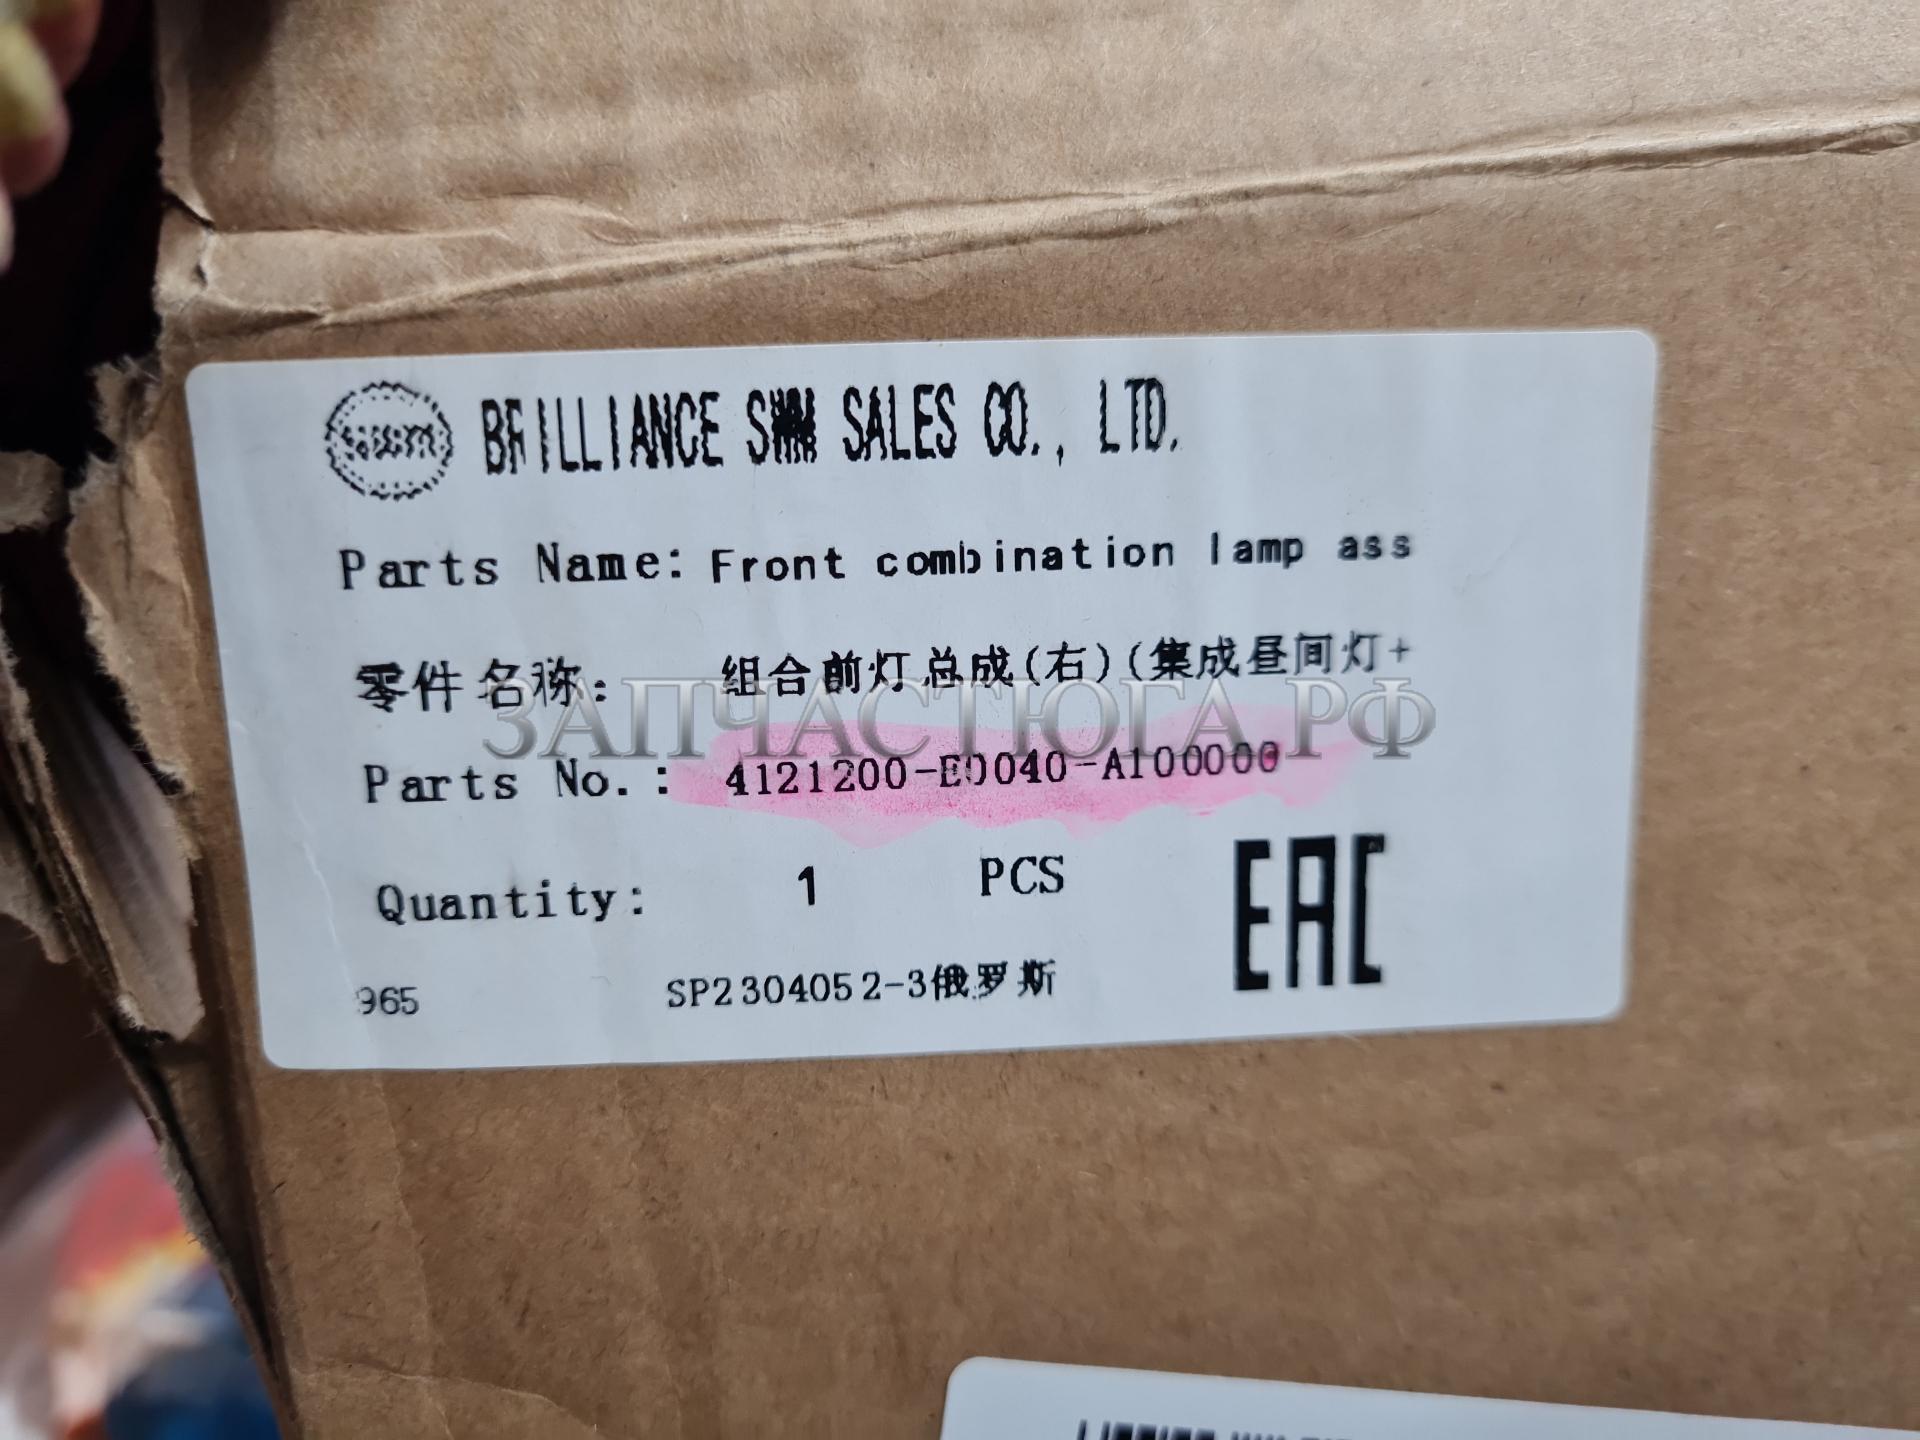 BRILLIANCE SWM SALES CO., LTD.
Parts Name: Front combination lamp ass
零件名称: 组合前灯总成(右)(集成昼间灯+
ЗАПЧАСТЮГА.РФ
Parts No.: 4121200-E0040-A100000
Quantity: 1 PCS
EAC
965 SP2304052-3俄罗斯